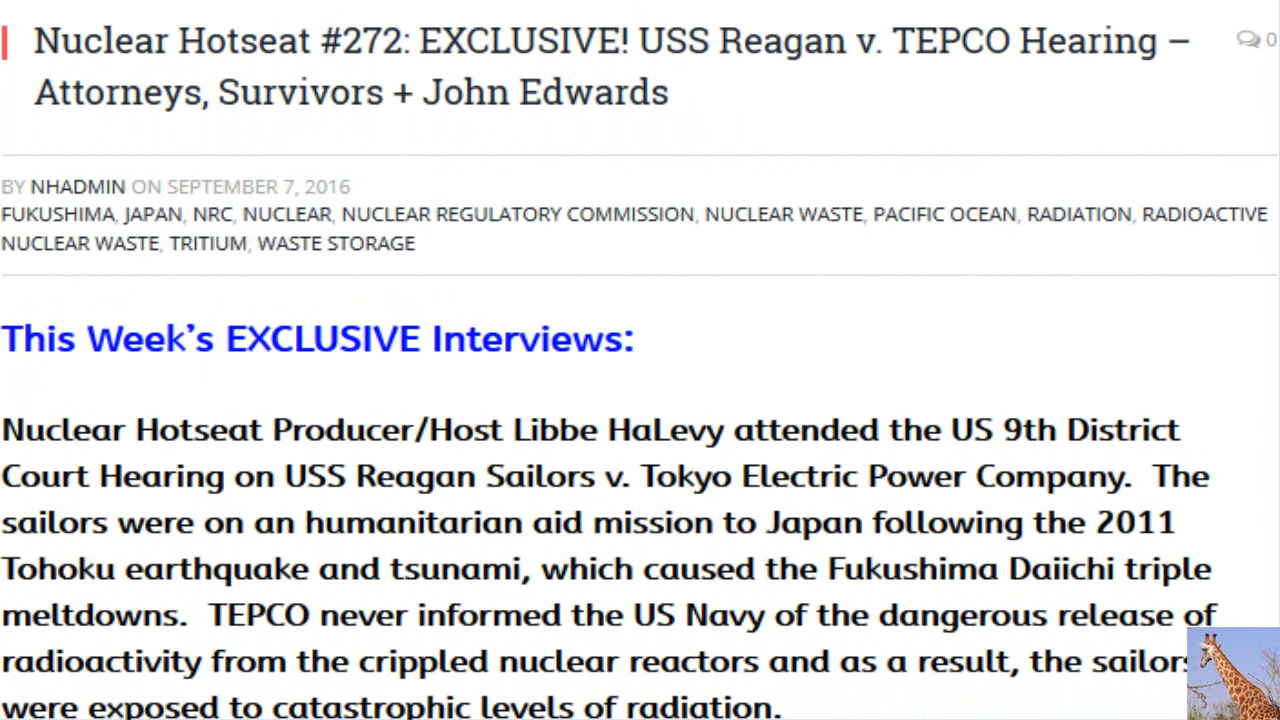 Nuclear Hotseat #272: EXCLUSIVE! USS Reagan v. TEPCO Hearing –
0
Attorneys, Survivors + John Edwards
BY NHADMIN ON SEPTEMBER 7, 2016
FUKUSHIMA, JAPAN, NRC, NUCLEAR, NUCLEAR REGULATORY COMMISSION, NUCLEAR WASTE, PACIFIC OCEAN, RADIATION, RADIOACTIVE
NUCLEAR WASTE, TRITIUM, WASTE STORAGE
This Week's EXCLUSIVE Interviews:
Nuclear Hotseat Producer/Host Libbe HaLevy attended the US 9th District
Court Hearing on USS Reagan Sailors v. Tokyo Electric Power Company.  The
sailors were on an humanitarian aid mission to Japan following the 2011
Tohoku earthquake and tsunami, which caused the Fukushima Daiichi triple
meltdowns.  TEPCO never informed the US Navy of the dangerous release of
radioactivity from the crippled nuclear reactors and as a result, the sailors
were exposed to catastrophic levels of radiation.